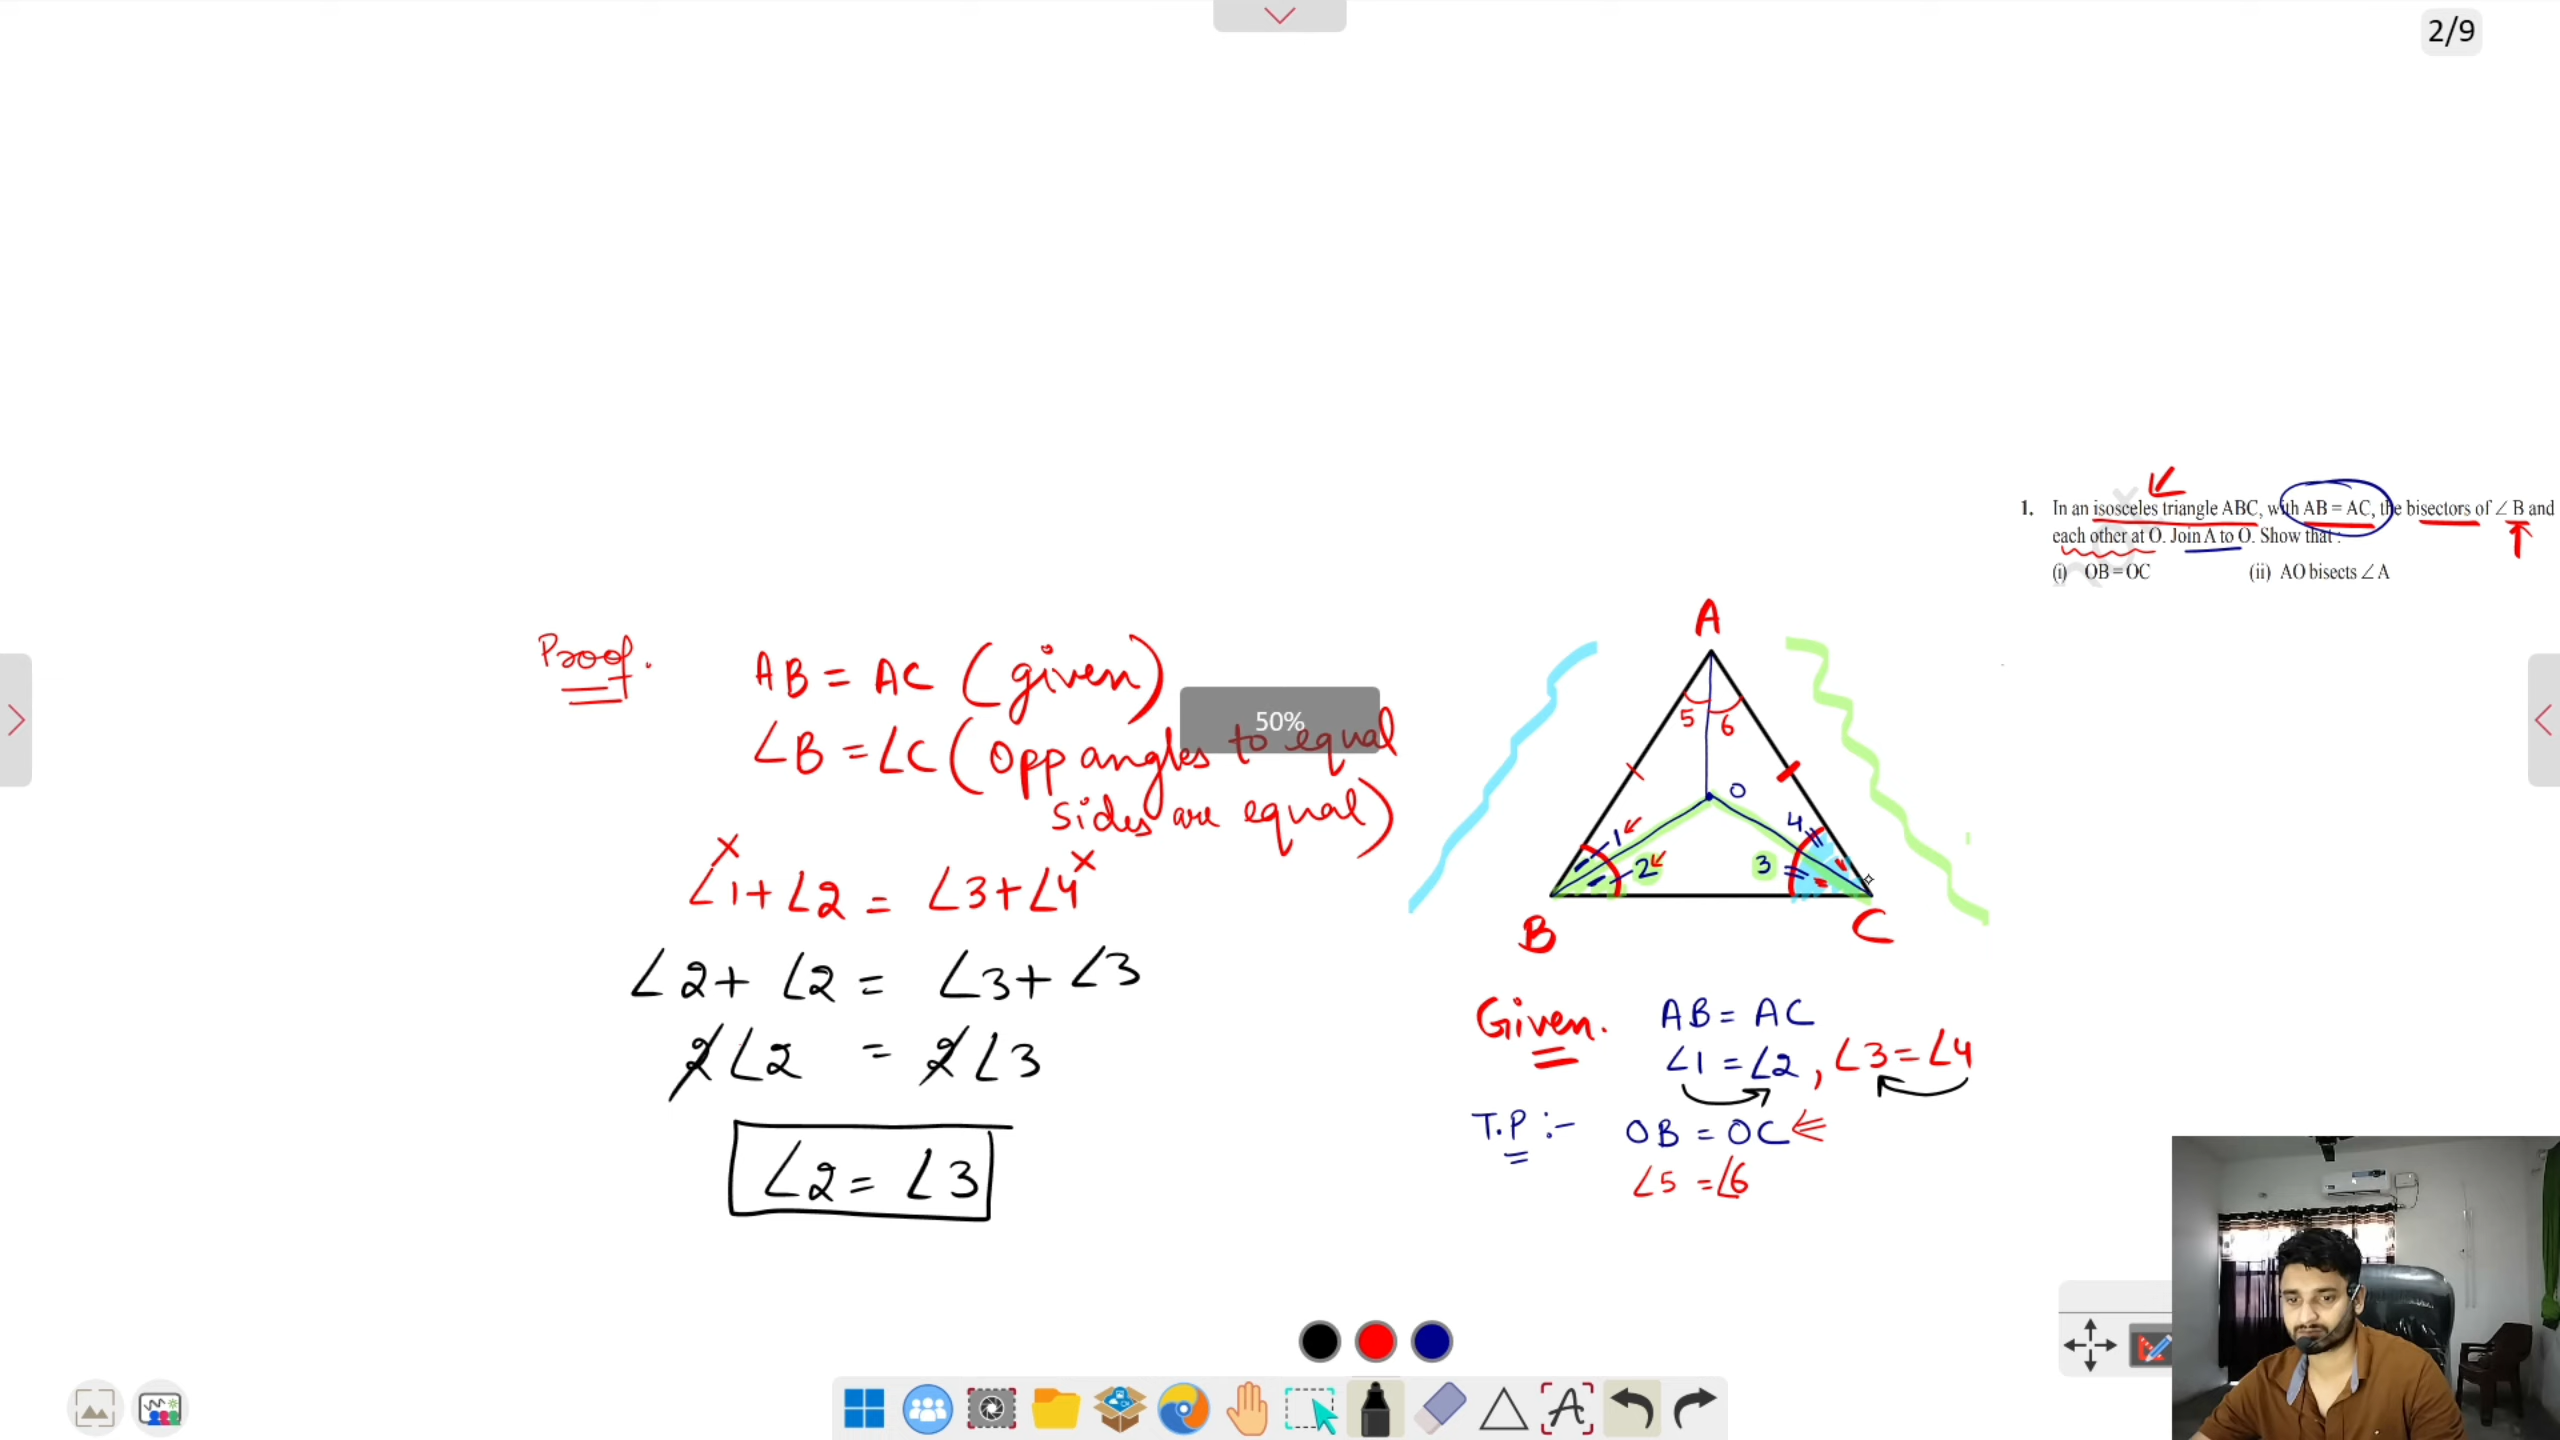 2/9
1. In an isosceles triangle ABC, with AB = AC, the bisectors of ∠ B and
each other at O. Join A to O. Show that :
(i) OB = OC (ii) AO bisects ∠ A
Proof.
AB = AC (given)
50%
∠B = ∠C (opp angles to equal
sides are equal)
∠1 + ∠2 = ∠3 + ∠4
∠2 + ∠2 = ∠3 + ∠3
2∠2 = 2∠3
∠2 = ∠3
A
5 6
O
1 4
2 3
B C
Given. AB = AC
∠1 = ∠2, ∠3 = ∠4
T.P :- OB = OC
∠5 = ∠6